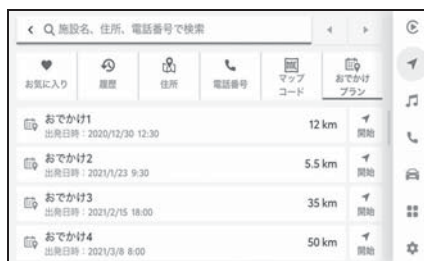 施設名、住所、電話番号で検索
お気に入り
履歴
住所
電話番号
マップ
コード
おでかけ
プラン
おでかけ1
出発日時：2020/12/30 12:30
12 km
開始
おでかけ2
出発日時：2021/1/23 9:30
5.5 km
開始
おでかけ3
出発日時：2021/2/15 18:00
35 km
開始
おでかけ4
出発日時：2021/3/8 8:00
50 km
開始